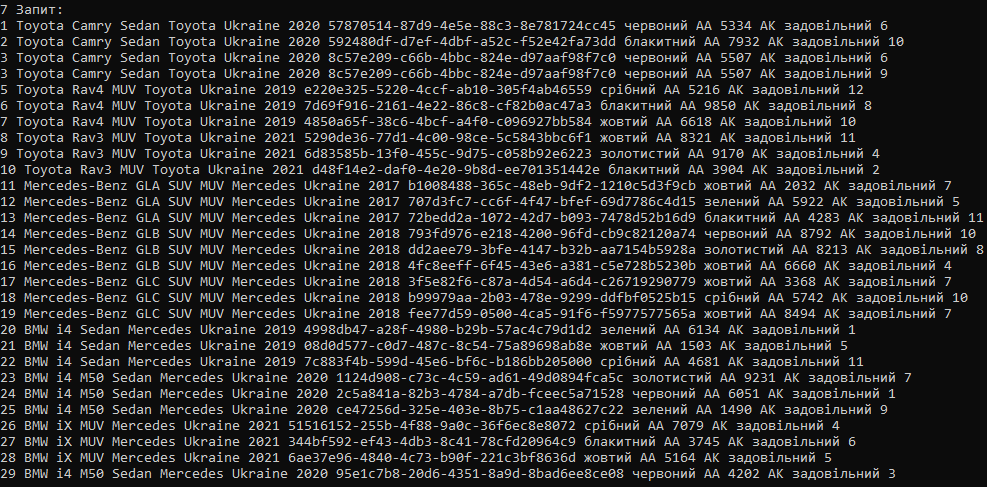 7 Запит:
1 Toyota Camry Sedan Toyota Ukraine 2020 57870514-87d9-4e5e-88c3-8e781724cc45 червоний AA 5334 AK задовільний 6
2 Toyota Camry Sedan Toyota Ukraine 2020 592480df-d7ef-4dbf-a52c-f52e42fa73dd блакитний AA 7932 AK задовільний 10
3 Toyota Camry Sedan Toyota Ukraine 2020 8c57e209-c66b-4bbc-824e-d97aaf98f7c0 червоний AA 5507 AK задовільний 6
3 Toyota Camry Sedan Toyota Ukraine 2020 8c57e209-c66b-4bbc-824e-d97aaf98f7c0 червоний AA 5507 AK задовільний 9
5 Toyota Rav4 MUV Toyota Ukraine 2019 e220e325-5220-4ccf-ab10-305f4ab46559 срібний AA 5216 AK задовільний 12
6 Toyota Rav4 MUV Toyota Ukraine 2019 7d69f916-2161-4e22-86c8-cf82b0ac47a3 блакитний AA 9850 AK задовільний 8
7 Toyota Rav4 MUV Toyota Ukraine 2019 4850a65f-38c6-4bcf-a4f0-c096927bb584 жовтий AA 6618 AK задовільний 10
8 Toyota Rav3 MUV Toyota Ukraine 2021 5290de36-77d1-4c00-98ce-5c5843bbc6f1 жовтий AA 8321 AK задовільний 11
9 Toyota Rav3 MUV Toyota Ukraine 2021 6d83585b-13f0-455c-9d75-c058b92e6223 золотистий AA 9170 AK задовільний 4
10 Toyota Rav3 MUV Toyota Ukraine 2021 d48f14e2-daf0-4e20-9b8d-ee701351442e блакитний AA 3904 AK задовільний 2
11 Mercedes-Benz GLA SUV MUV Mercedes Ukraine 2017 b1008488-365c-48eb-9df2-1210c5d3f9cb жовтий AA 2032 AK задовільний 7
12 Mercedes-Benz GLA SUV MUV Mercedes Ukraine 2017 707d3fc7-cc6f-4f47-bfef-69d7786c4d15 зелений AA 5922 AK задовільний 5
13 Mercedes-Benz GLA SUV MUV Mercedes Ukraine 2017 72bedd2a-1072-42d7-b093-7478d52b16d9 блакитний AA 4283 AK задовільний 11
14 Mercedes-Benz GLB SUV MUV Mercedes Ukraine 2018 793fd976-e218-4200-96fd-cb9c82120a74 червоний AA 8792 AK задовільний 10
15 Mercedes-Benz GLB SUV MUV Mercedes Ukraine 2018 dd2aee79-3bfe-4147-b32b-aa7154b5928a золотистий AA 8213 AK задовільний 8
16 Mercedes-Benz GLB SUV MUV Mercedes Ukraine 2018 4fc8eeff-6f45-43e6-a381-c5e728b5230b жовтий AA 6660 AK задовільний 4
17 Mercedes-Benz GLC SUV MUV Mercedes Ukraine 2018 3f5e82f6-c87a-4d54-a6d4-c26719290779 жовтий AA 3368 AK задовільний 7
18 Mercedes-Benz GLC SUV MUV Mercedes Ukraine 2018 b99979aa-2b03-478e-9299-ddfbf0525b15 срібний AA 5742 AK задовільний 10
19 Mercedes-Benz GLC SUV MUV Mercedes Ukraine 2018 fee77d59-0500-4ca5-91f6-f5977577565a жовтий AA 8494 AK задовільний 7
20 BMW i4 Sedan Mercedes Ukraine 2019 4998db47-a28f-4980-b29b-57ac4c79d1d2 зелений AA 6134 AK задовільний 1
21 BMW i4 Sedan Mercedes Ukraine 2019 08d0d577-c0d7-487c-8c54-75a89698ab8e жовтий AA 1503 AK задовільний 5
22 BMW i4 Sedan Mercedes Ukraine 2019 7c883f4b-599d-45e6-bf6c-b186bb205000 срібний AA 4681 AK задовільний 11
23 BMW i4 M50 Sedan Mercedes Ukraine 2020 1124d908-c73c-4c59-ad61-49d0894fca5c золотистий AA 9231 AK задовільний 7
24 BMW i4 M50 Sedan Mercedes Ukraine 2020 2c5a841a-82b3-4784-a7db-fceec5a71528 червоний AA 6051 AK задовільний 1
25 BMW i4 M50 Sedan Mercedes Ukraine 2020 ce47256d-325e-403e-8b75-c1aa48627c22 зелений AA 1490 AK задовільний 9
26 BMW iX MUV Mercedes Ukraine 2021 51516152-255b-4f88-9a0c-36f6ec8e8072 срібний AA 7079 AK задовільний 4
27 BMW iX MUV Mercedes Ukraine 2021 344bf592-ef43-4db3-8c41-78cfd20964c9 блакитний AA 3745 AK задовільний 6
28 BMW iX MUV Mercedes Ukraine 2021 6ae37e96-4840-4c73-b90f-221c3bf8636d жовтий AA 5164 AK задовільний 5
29 BMW i4 M50 Sedan Mercedes Ukraine 2020 95e1c7b8-20d6-4351-8a9d-8bad6ee8ce08 червоний AA 4202 AK задовільний 3